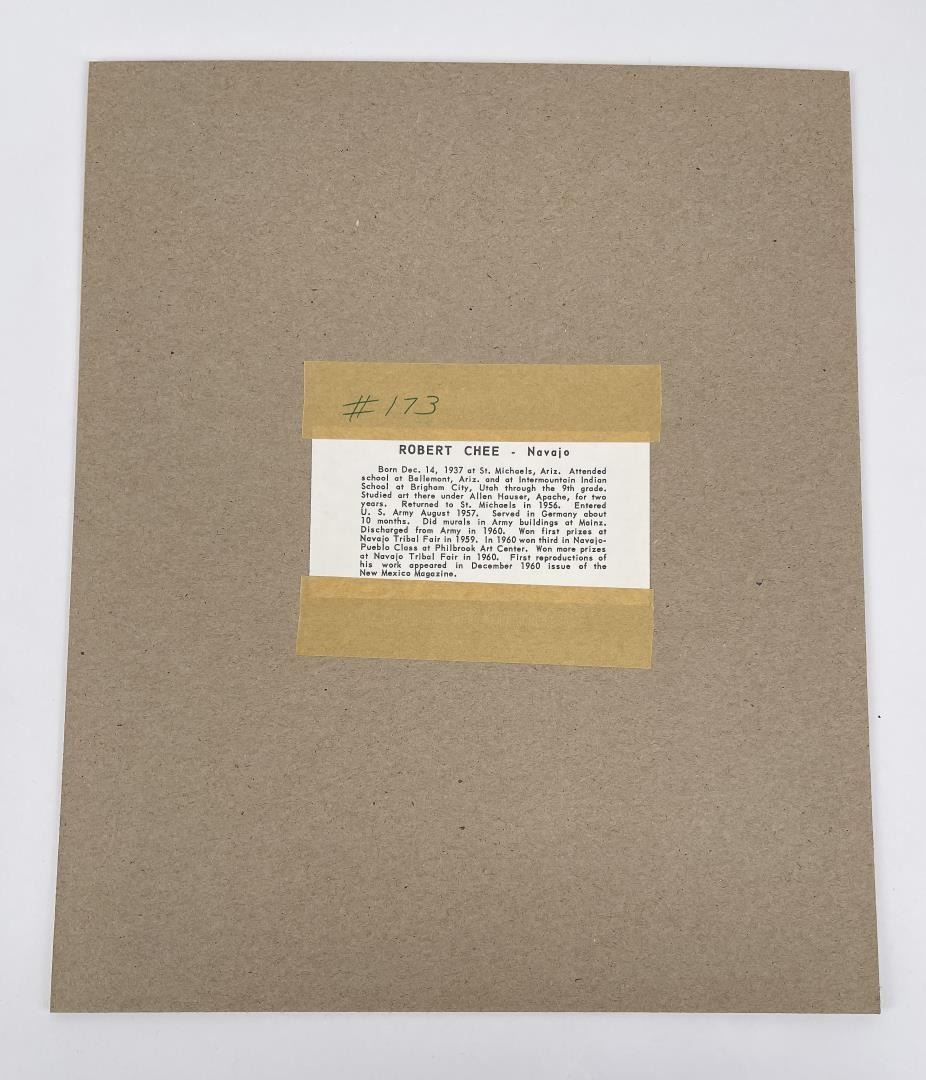 #173
ROBERT CHEE - Navajo
Born Dec. 14, 1937 at St. Michaels, Ariz. Attended
school at Bellemont, Ariz. and at Intermountain Indian
School at Brigham City, Utah through the 9th grade.
Studied art there under Allen Hauser, Apache, for two
years. Returned to St. Michaels in 1956. Entered
U. S. Army August 1957. Served in Germany about
10 months. Did murals in Army buildings at Mainz.
Discharged from Army in 1960. Won first prizes at
Navajo Tribal Fair in 1959. In 1960 won third in Navajo-
Pueblo Class at Philbrook Art Center. Won more prizes
at Navajo Tribal Fair in 1960. First reproductions of
his work appeared in December 1960 issue of the
New Mexico Magazine.